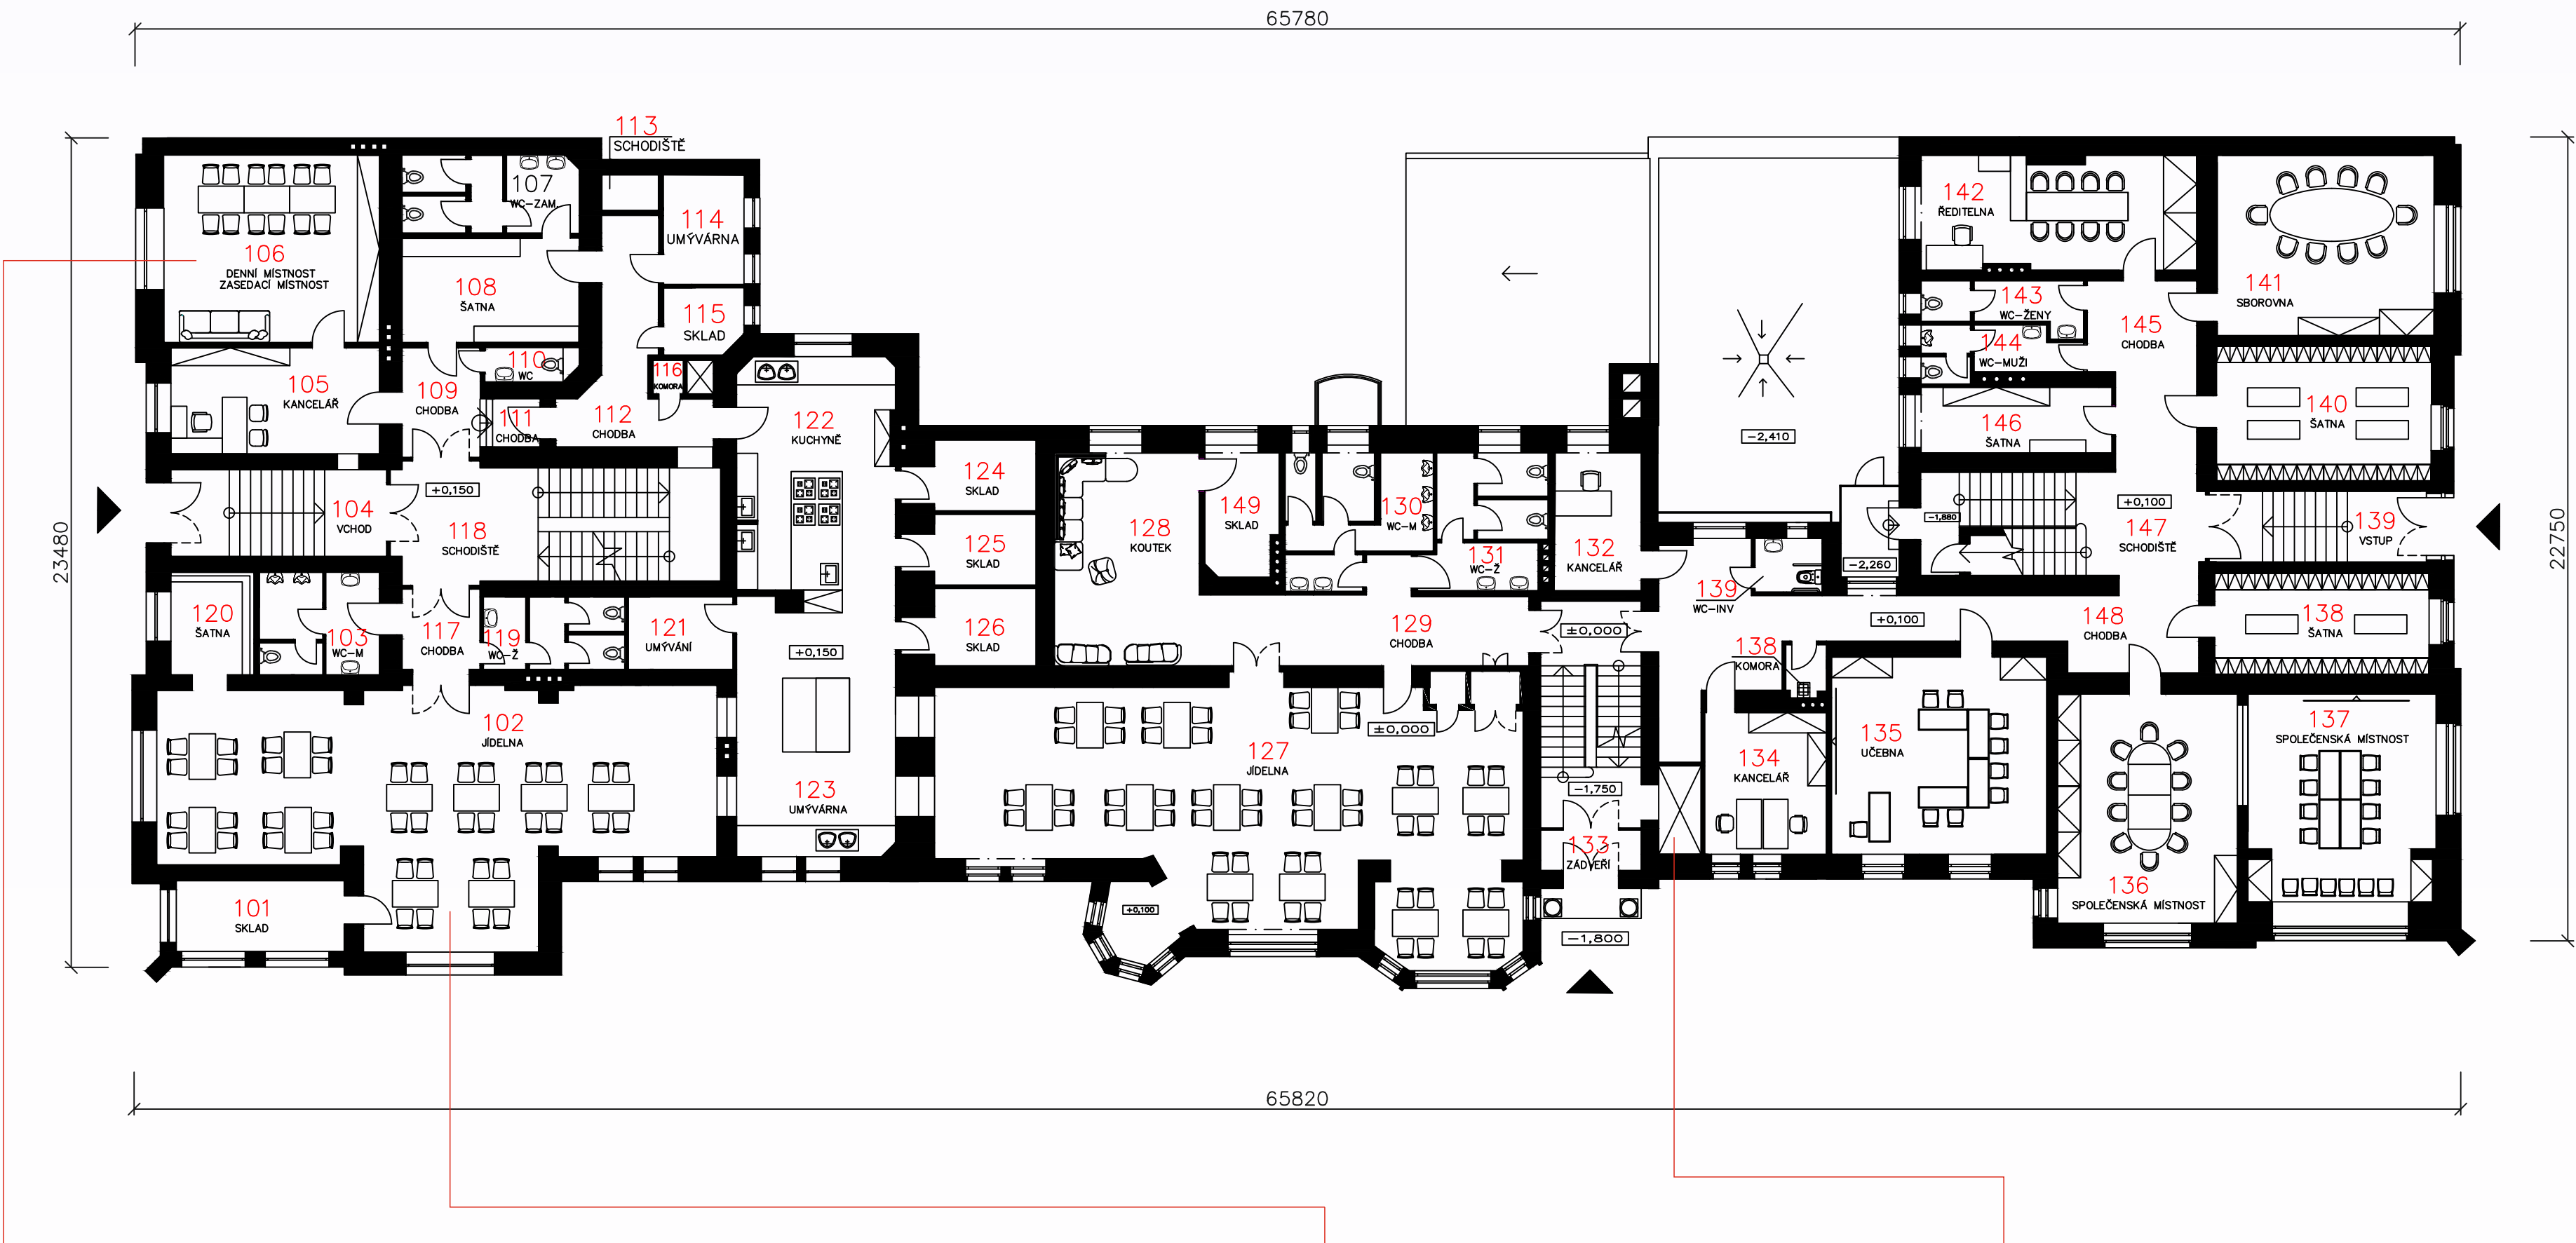 65780
113
SCHODIŠTĚ
107
WC-ZAM.
114
UMÝVÁRNA
142
ŘEDITELNA
106
DENNÍ MÍSTNOST
ZASEDACÍ MÍSTNOST
108
ŠATNA
115
SKLAD
141
SBOROVNA
143
WC-ŽENY
144
WC-MUŽI
145
CHODBA
105
KANCELÁŘ
109
CHODBA
110
WC
116
KOMORA
111
CHODBA
112
CHODBA
122
KUCHYNĚ
-2,410
146
ŠATNA
140
ŠATNA
+0,150
104
VCHOD
118
SCHODIŠTĚ
124
SKLAD
128
KOUTEK
149
SKLAD
130
WC-M
132
KANCELÁŘ
131
WC-Ž
+0,100
-1,880
147
SCHODIŠTĚ
139
VSTUP
23480
22750
125
SKLAD
-2,260
139
WC-INV
120
ŠATNA
103
WC-M
117
CHODBA
119
WC-Ž
121
UMÝVÁNÍ
+0,150
126
SKLAD
129
CHODBA
±0,000
+0,100
148
CHODBA
138
ŠATNA
138
KOMORA
102
JÍDELNA
±0,000
127
JÍDELNA
134
KANCELÁŘ
135
UČEBNA
137
SPOLEČENSKÁ MÍSTNOST
123
UMÝVÁRNA
-1,750
133
ZÁDVEŘÍ
136
SPOLEČENSKÁ MÍSTNOST
101
SKLAD
+0,100
-1,800
65820